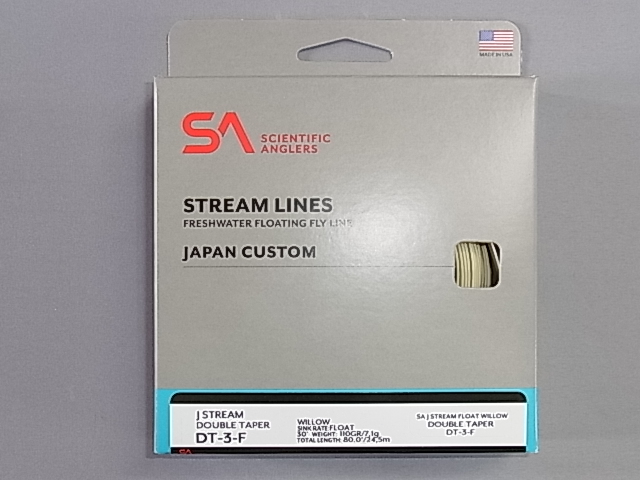 MADE IN USA
SA SCIENTIFIC
ANGLERS
STREAM LINES
FRESHWATER FLOATING FLY LINE
JAPAN CUSTOM
J STREAM
DOUBLE TAPER
DT-3-F
WILLOW
SINK RATE: FLOAT
30' WEIGHT: 110GR/7,1g
TOTAL LENGTH: 80.0'/24,5m
SA J STREAM FLOAT WILLOW
DOUBLE TAPER
DT-3-F
SA